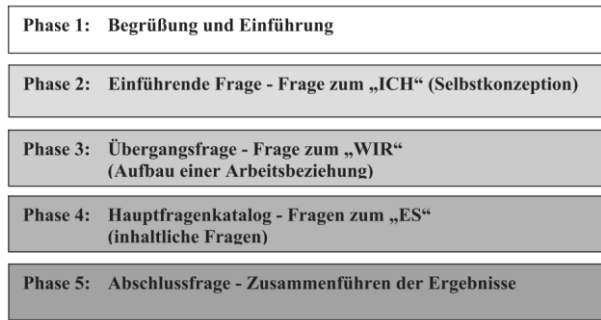 Phase 1: Begrüßung und Einführung
Phase 2: Einführende Frage - Frage zum „ICH“ (Selbstkonzeption)
Phase 3: Übergangsfrage - Frage zum „WIR“
(Aufbau einer Arbeitsbeziehung)
Phase 4: Hauptfragenkatalog - Fragen zum „ES“
(inhaltliche Fragen)
Phase 5: Abschlussfrage - Zusammenführen der Ergebnisse